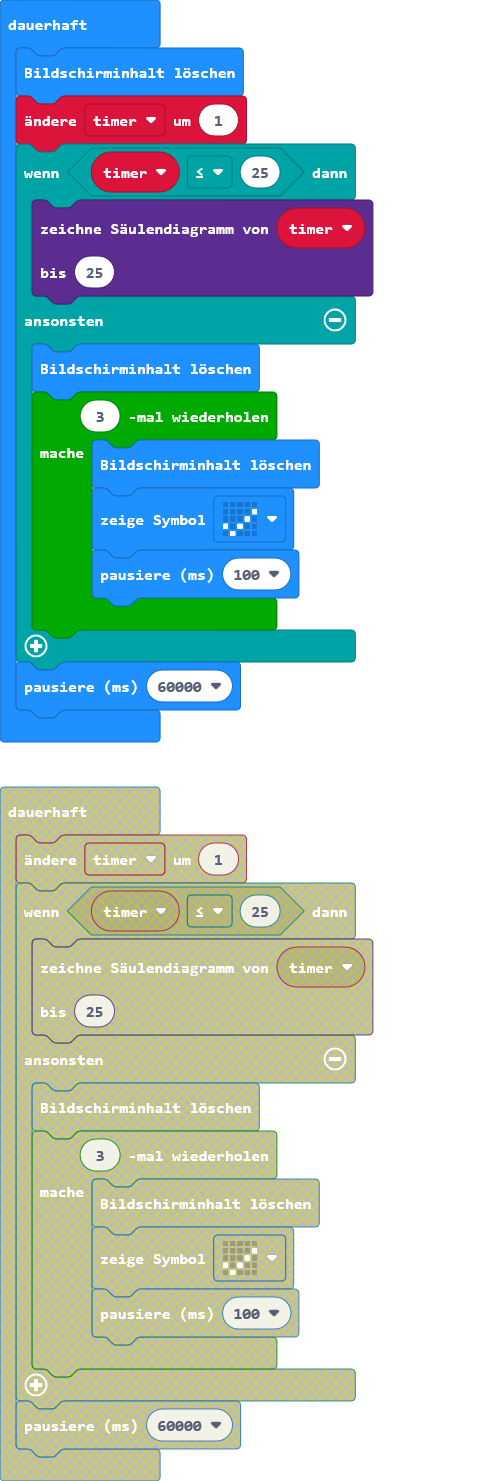 dauerhaft
Bildschirminhalt löschen
ändere timer um 1
wenn timer ≤ 25 dann
zeichne Säulendiagramm von timer
bis 25
ansonsten
Bildschirminhalt löschen
3 -mal wiederholen
mache
Bildschirminhalt löschen
zeige Symbol
pausiere (ms) 100
pausiere (ms) 60000
dauerhaft
ändere timer um 1
wenn timer ≤ 25 dann
zeichne Säulendiagramm von timer
bis 25
ansonsten
Bildschirminhalt löschen
3 -mal wiederholen
mache
Bildschirminhalt löschen
zeige Symbol
pausiere (ms) 100
pausiere (ms) 60000